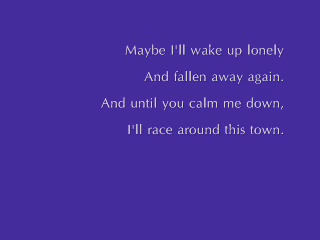 Maybe I'll wake up lonely
And fallen away again.
And until you calm me down,
I'll race around this town.